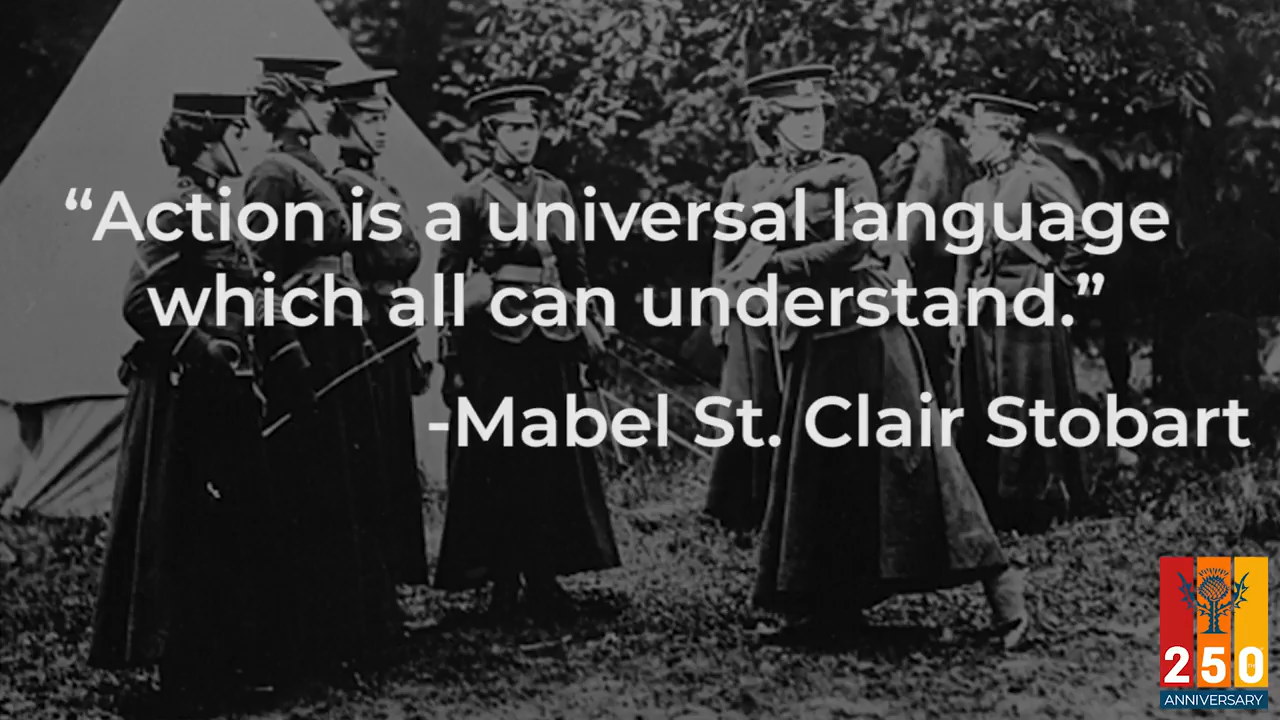 “Action is a universal language
which all can understand.”
-Mabel St. Clair Stobart
250
ANNIVERSARY